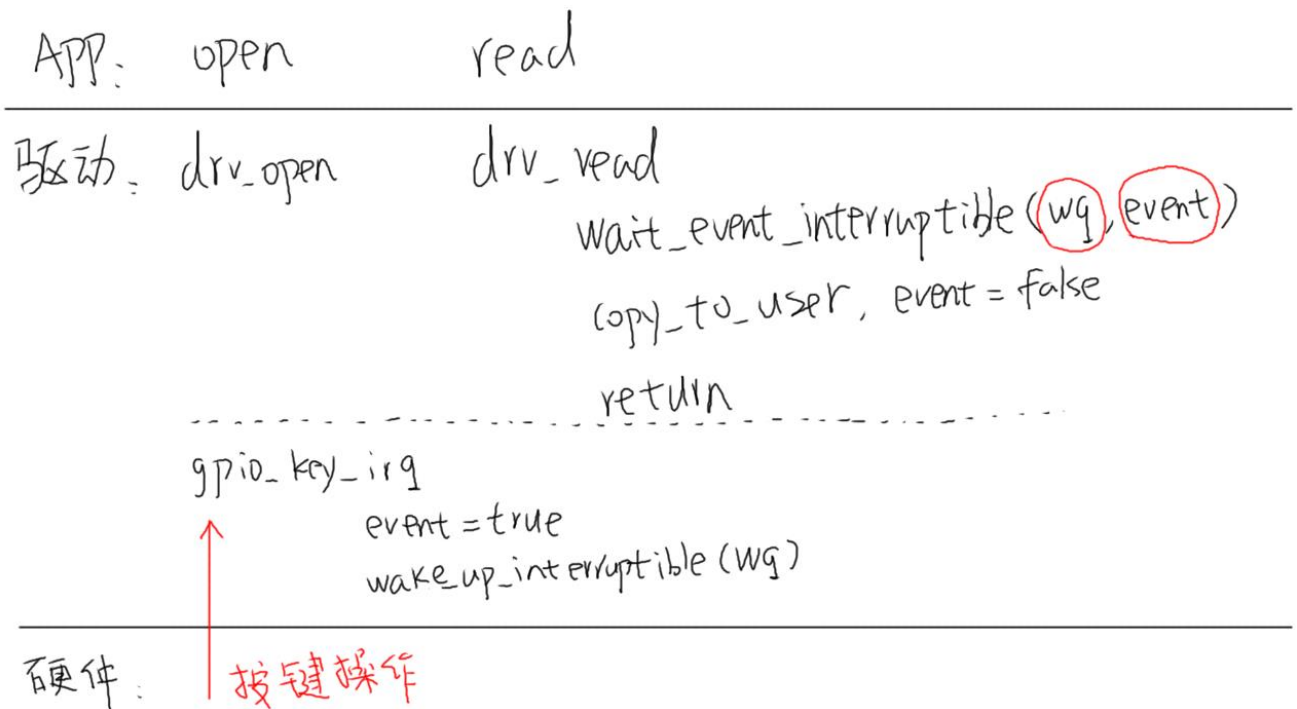 APP: open read
驱动: drv_open drv_read
wait_event_interruptible (wq, event)
copy_to_user, event = false
return
gpio_key_irq
event = true
wake_up_interruptible (wq)
硬件: 按键操作